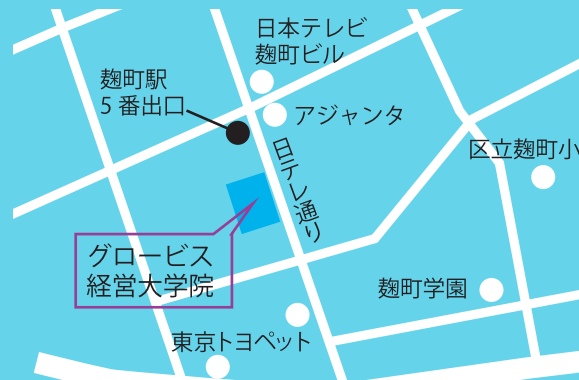 日本テレビ
麹町ビル
麹町駅
5番出口
アジャンタ
日テレ通り
区立麹町小
グロービス
経営大学院
麹町学園
東京トヨペット